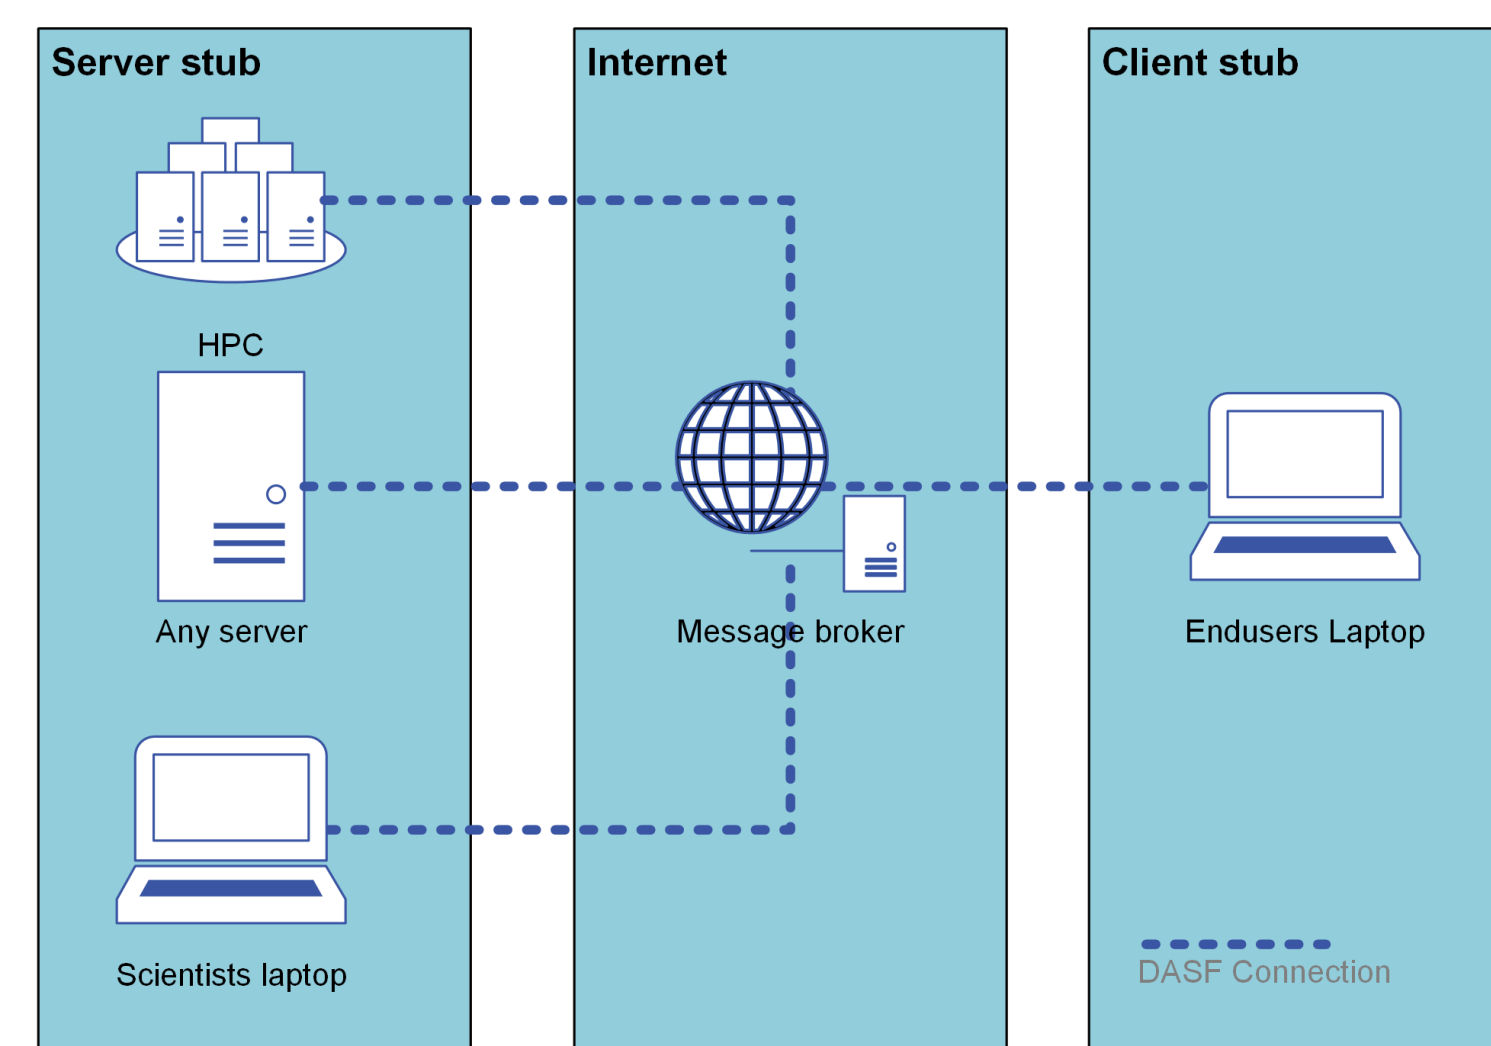 Server stub
HPC
Any server
Scientists laptop
Internet
Message broker
Client stub
Endusers Laptop
DASF Connection